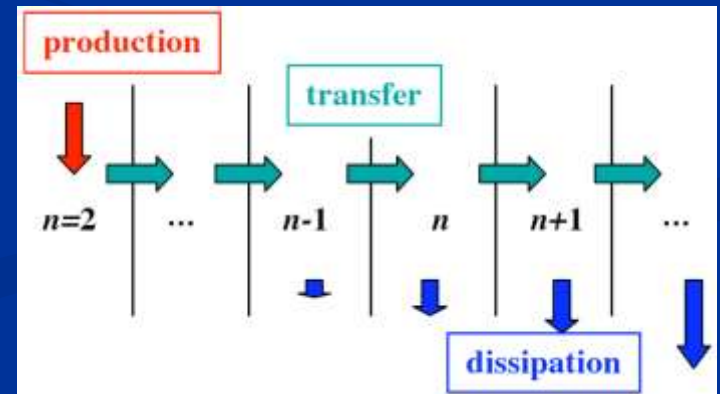 production
transfer
n=2 ... n-1 n n+1 ...
dissipation